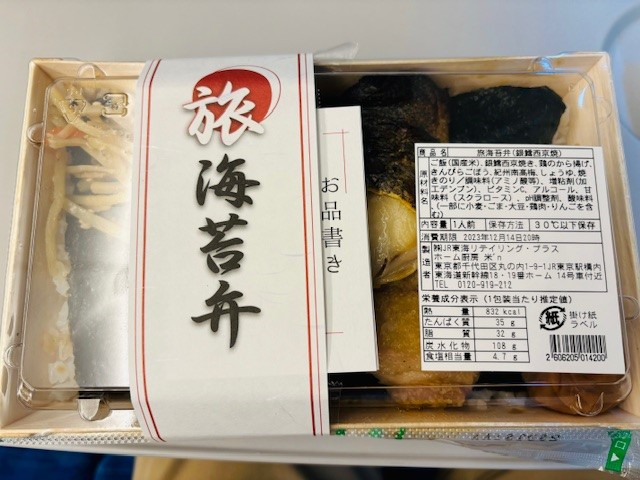 旅海苔弁
お品書き
商品名 旅海苔弁(銀鱈西京焼)
原材料名 ご飯(国産米)、銀鱈西京焼き、鶏のから揚げ、
きんぴらごぼう、紀州南高梅、しょうゆ、焼
きのり/調味料(アミノ酸等)、増粘剤(加
工デンプン)、ビタミンC、アルコール、甘
味料(スクラロース)、pH調整剤、酸味料、
(一部に小麦・ごま・大豆・鶏肉・りんごを含
む)
内容量 1人前 保存方法 30℃以下保存
消費期限 2023年12月14日20時
製造者 ㈱JR東海リテイリング・プラス
ホーム厨房 米'n
東京都千代田区丸の内1-9-1JR東京駅構内
東海道新幹線18・19番ホーム 14号車付近
TEL 0120-919-212
栄養成分表示(1包装当たり推定値)
熱量 832 kcal
たんぱく質 35 g
脂質 32 g
炭水化物 108 g
食塩相当量 4.7 g
紙 掛け紙
ラベル
2606205014200